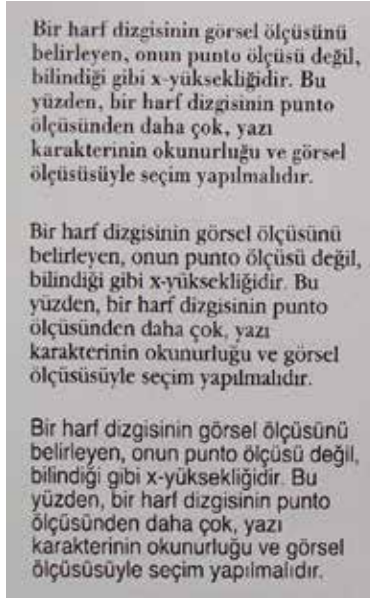 Bir harf dizgisinin görsel ölçüsünü
belirleyen, onun punto ölçüsü değil,
bilindiği gibi x-yüksekliğidir. Bu
yüzden, bir harf dizgisinin punto
ölçüsünden daha çok, yazı
karakterinin okunurluğu ve görsel
ölçüsüsüyle seçim yapılmalıdır.
Bir harf dizgisinin görsel ölçüsünü
belirleyen, onun punto ölçüsü değil,
bilindiği gibi x-yüksekliğidir. Bu
yüzden, bir harf dizgisinin punto
ölçüsünden daha çok, yazı
karakterinin okunurluğu ve görsel
ölçüsüsüyle seçim yapılmalıdır.
Bir harf dizgisinin görsel ölçüsünü
belirleyen, onun punto ölçüsü değil,
bilindiği gibi x-yüksekliğidir. Bu
yüzden, bir harf dizgisinin punto
ölçüsünden daha çok, yazı
karakterinin okunurluğu ve görsel
ölçüsüsüyle seçim yapılmalıdır.